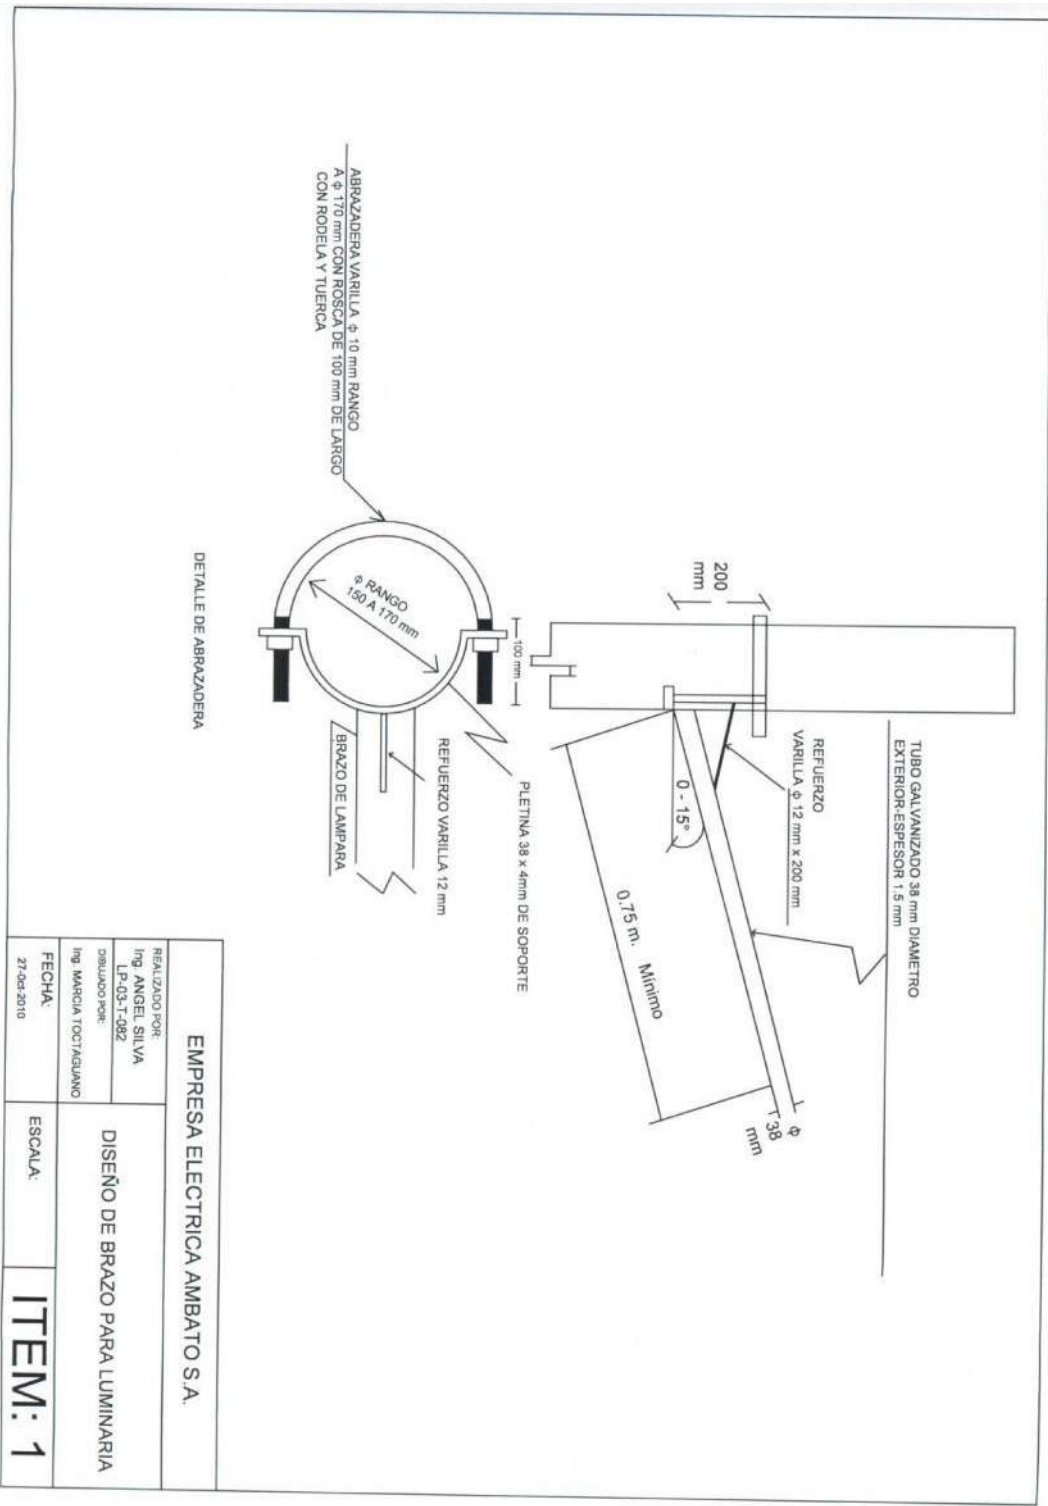 TUBO GALVANIZADO 38 mm DIAMETRO
EXTERIOR-ESPESOR 1.5 mm
REFUERZO
VARILLA ϕ 12 mm x 200 mm
200
mm
0 - 15°
0.75 m. Mínimo
ϕ
38
mm
PLETINA 38 x 4mm DE SOPORTE
100 mm
ϕ RANGO
150 A 170 mm
REFUERZO VARILLA 12 mm
BRAZO DE LAMPARA
ABRAZADERA VARILLA ϕ 10 mm RANGO
A ϕ 170 mm CON ROSCA DE 100 mm DE LARGO
CON RODELA Y TUERCA
DETALLE DE ABRAZADERA
EMPRESA ELECTRICA AMBATO S.A.
REALIZADO POR:
Ing. ANGEL SILVA
LP-03-T-082
DIBUJADO POR:
Ing. MARCIA TOCTAGUANO
DISEÑO DE BRAZO PARA LUMINARIA
FECHA:
27-Oct-2010
ESCALA:
ITEM: 1